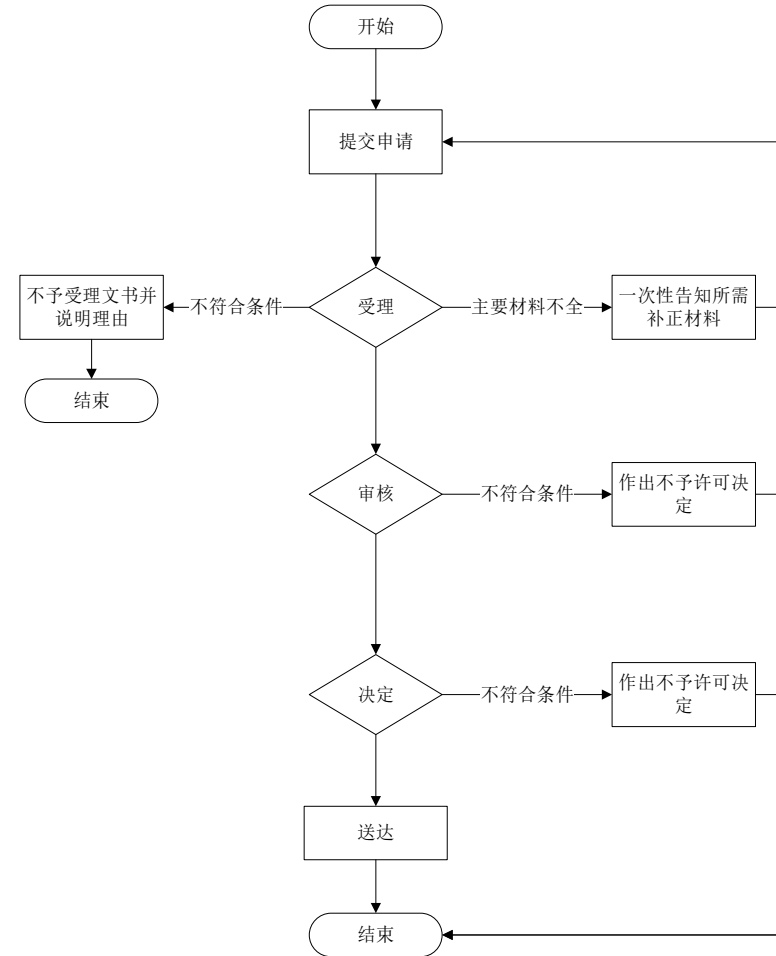 开始
提交申请
不予受理文书并
说明理由
不符合条件
受理
主要材料不全
一次性告知所需
补正材料
结束
审核
不符合条件
作出不予许可决
定
决定
不符合条件
作出不予许可决
定
送达
结束